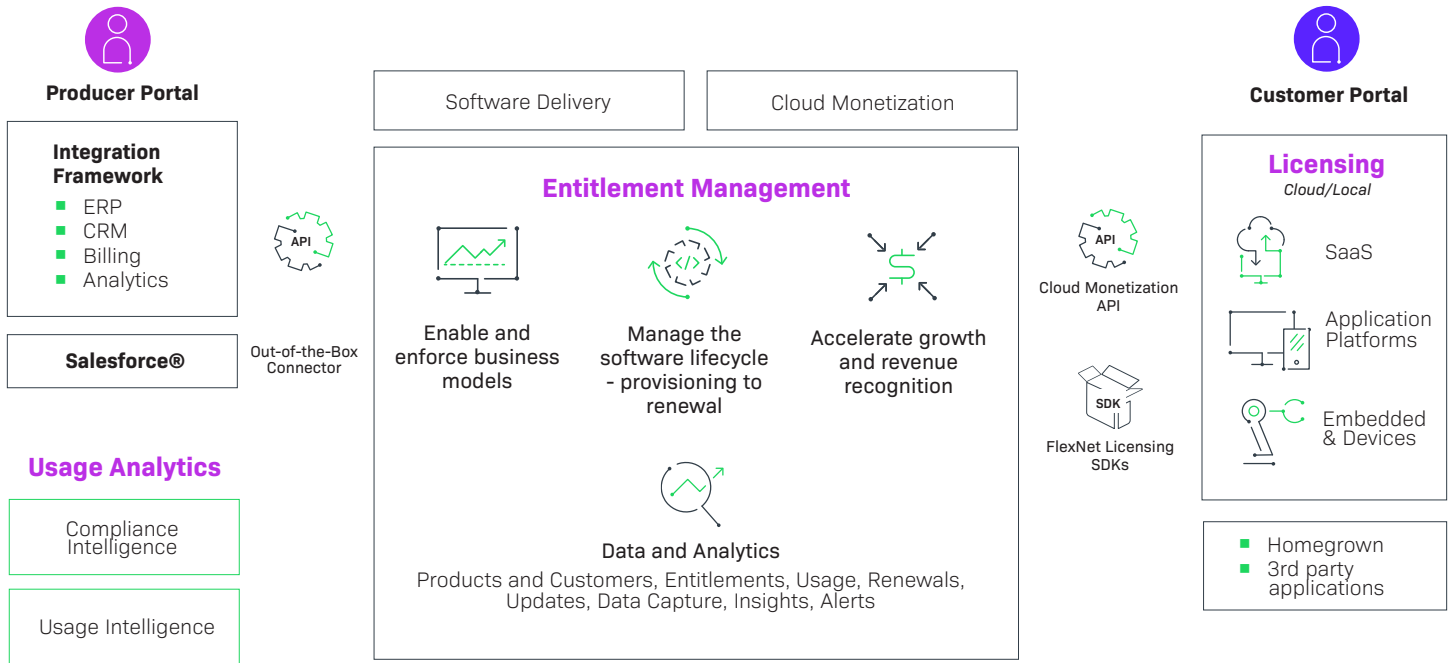 Producer Portal
Integration
Framework
ERP
CRM
Billing
Analytics
Salesforce®
API
Out-of-the-Box
Connector
Usage Analytics
Compliance
Intelligence
Usage Intelligence
Software Delivery
Cloud Monetization
Entitlement Management
</>
Enable and
enforce business
models
Manage the
software lifecycle
- provisioning to
renewal
Accelerate growth
and revenue
recognition
Data and Analytics
Products and Customers, Entitlements, Usage, Renewals,
Updates, Data Capture, Insights, Alerts
API
Cloud Monetization
API
SDK
FlexNet Licensing
SDKs
Customer Portal
Licensing
Cloud/Local
SaaS
Application
Platforms
Embedded
& Devices
Homegrown
3rd party
applications